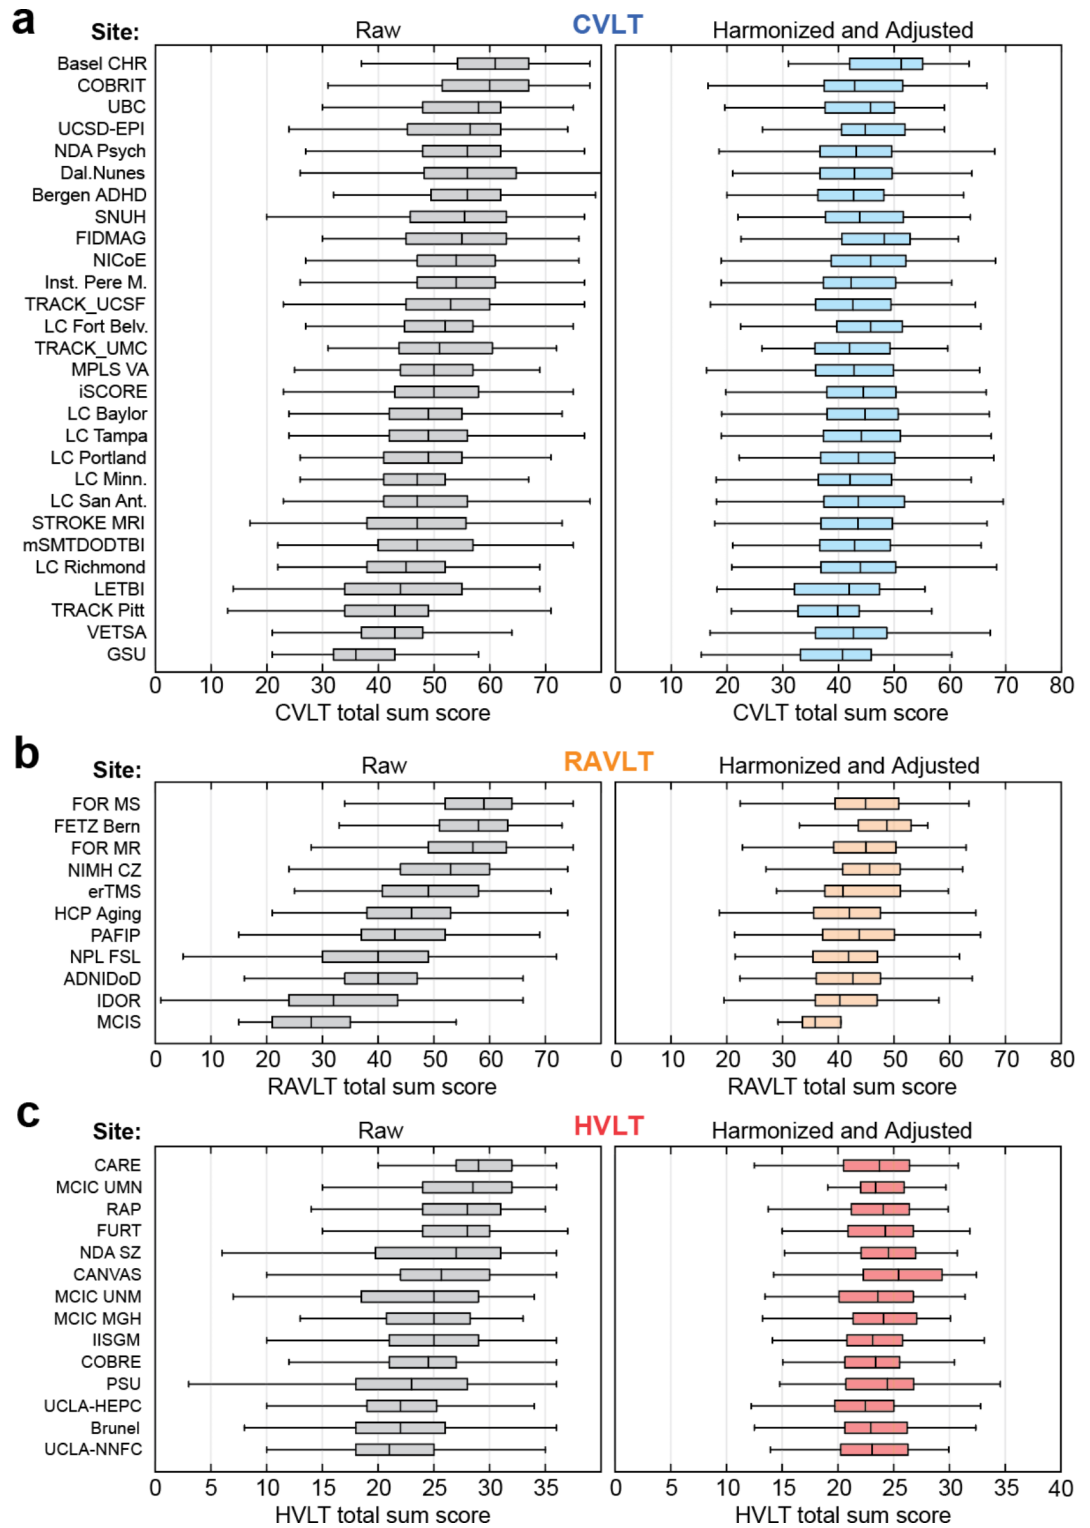 a
Site: Raw CVLT Harmonized and Adjusted
Basel CHR
COBRIT
UBC
UCSD-EPI
NDA Psych
Dal.Nunes
Bergen ADHD
SNUH
FIDMAG
NICoE
Inst. Pere M.
TRACK_UCSF
LC Fort Belv.
TRACK_UMC
MPLS VA
iSCORE
LC Baylor
LC Tampa
LC Portland
LC Minn.
LC San Ant.
STROKE MRI
mSMTDODTBI
LC Richmond
LETBI
TRACK Pitt
VETSA
GSU
0 10 20 30 40 50 60 70 0 10 20 30 40 50 60 70 80
CVLT total sum score CVLT total sum score
b
Site: Raw RAVLT Harmonized and Adjusted
FOR MS
FETZ Bern
FOR MR
NIMH CZ
erTMS
HCP Aging
PAFIP
NPL FSL
ADNIDoD
IDOR
MCIS
0 10 20 30 40 50 60 70 0 10 20 30 40 50 60 70 80
RAVLT total sum score RAVLT total sum score
c
Site: Raw HVLT Harmonized and Adjusted
CARE
MCIC UMN
RAP
FURT
NDA SZ
CANVAS
MCIC UNM
MCIC MGH
IISGM
COBRE
PSU
UCLA-HEPC
Brunel
UCLA-NNFC
0 5 10 15 20 25 30 35 0 5 10 15 20 25 30 35 40
HVLT total sum score HVLT total sum score